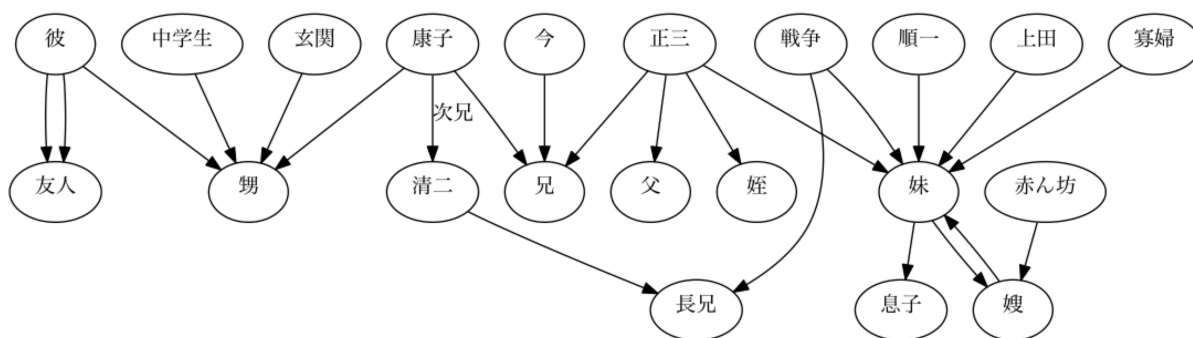 彼
中学生
玄関
康子
今
正三
戦争
順一
上田
寡婦
次兄
友人
甥
清二
兄
父
姪
妹
赤ん坊
長兄
息子
嫂